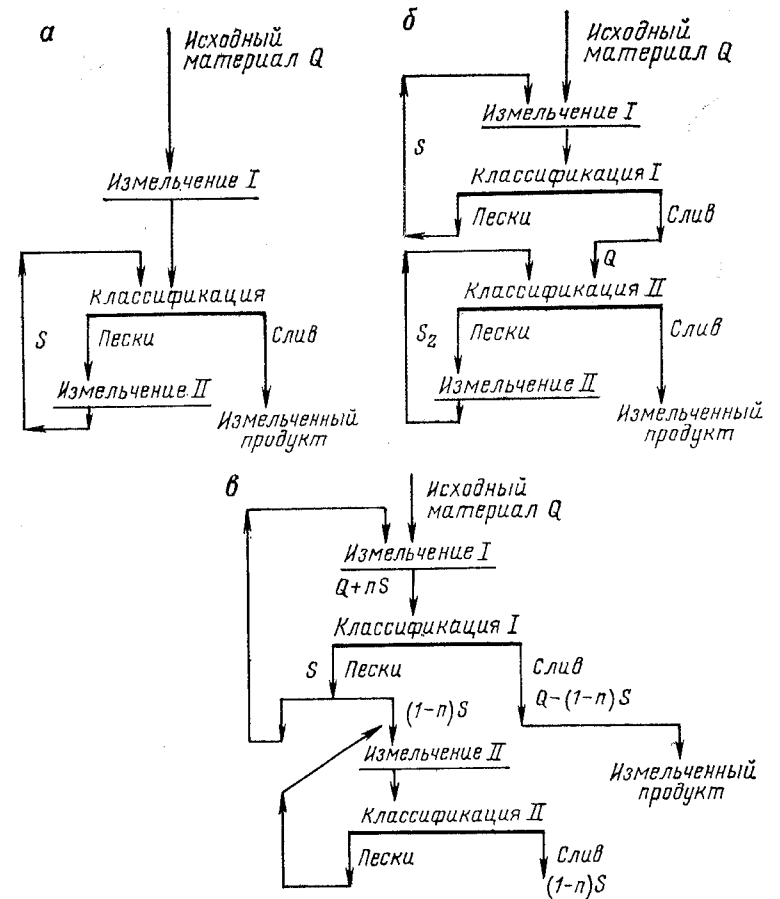 а
Исходный
материал Q
Измельчение I
Классификация
S
Пески
Слив
Измельчение II
Измельченный
продукт
б
Исходный
материал Q
Измельчение I
S
Классификация I
Пески
Слив
Q
Классификация II
S₂
Пески
Слив
Измельчение II
Измельченный
продукт
в
Исходный
материал Q
Измельчение I
Q+nS
Классификация I
S
Пески
Слив
Q-(1-n)S
(1-n)S
Измельчение II
Измельченный
продукт
Классификация II
Пески
Слив
(1-n)S